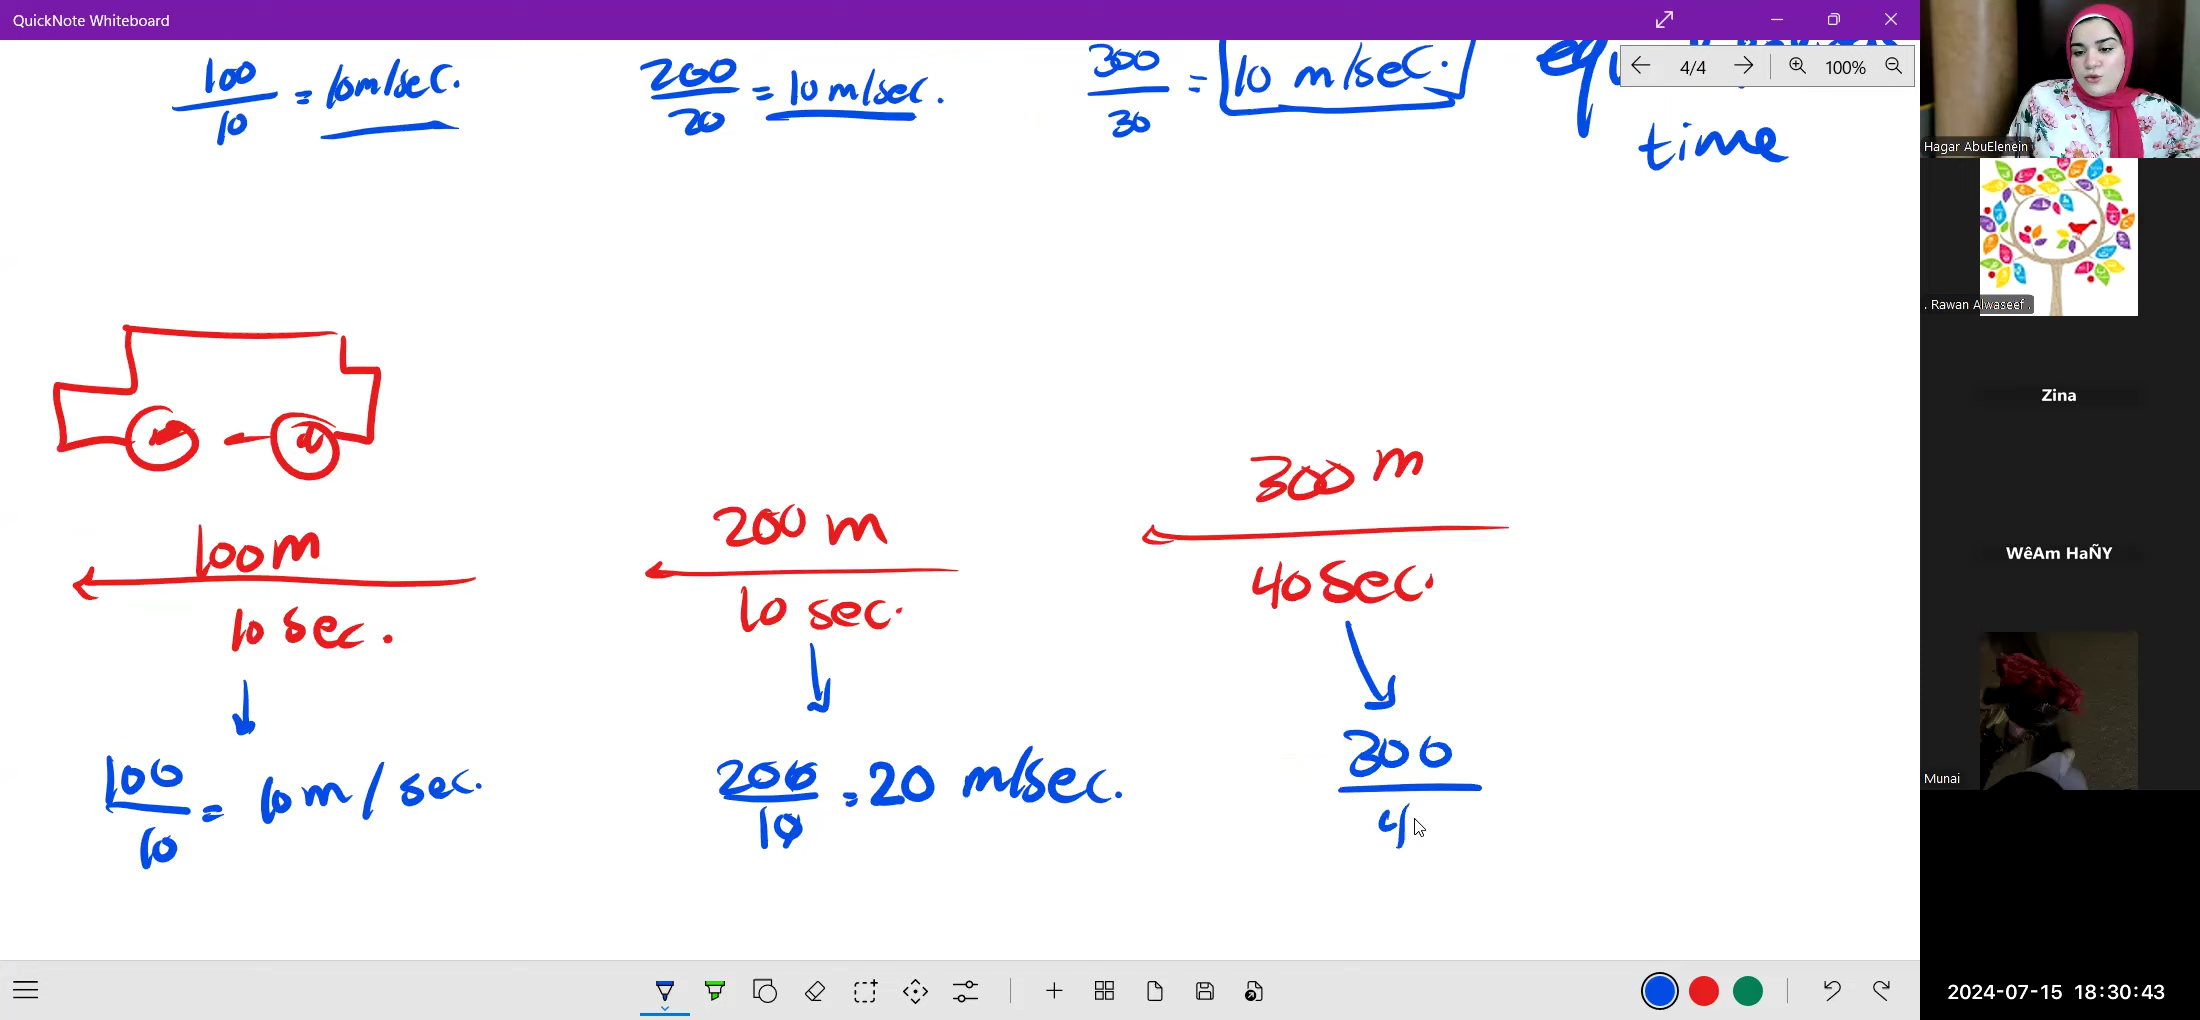 QuickNote Whiteboard
100/10 = 10m/sec.
200/20 = 10 m/sec.
300/30 = 10 m/sec.
time
4/4
100%
100m
10 sec.
100/10 = 10 m / sec.
200 m
10 sec.
200/10 = 20 m/sec.
300 m
40 sec.
300/4
Hagar AbuElenein
. Rawan Alwaseef .
Zina
WêAm HaÑY
Munai
2024-07-15 18:30:43